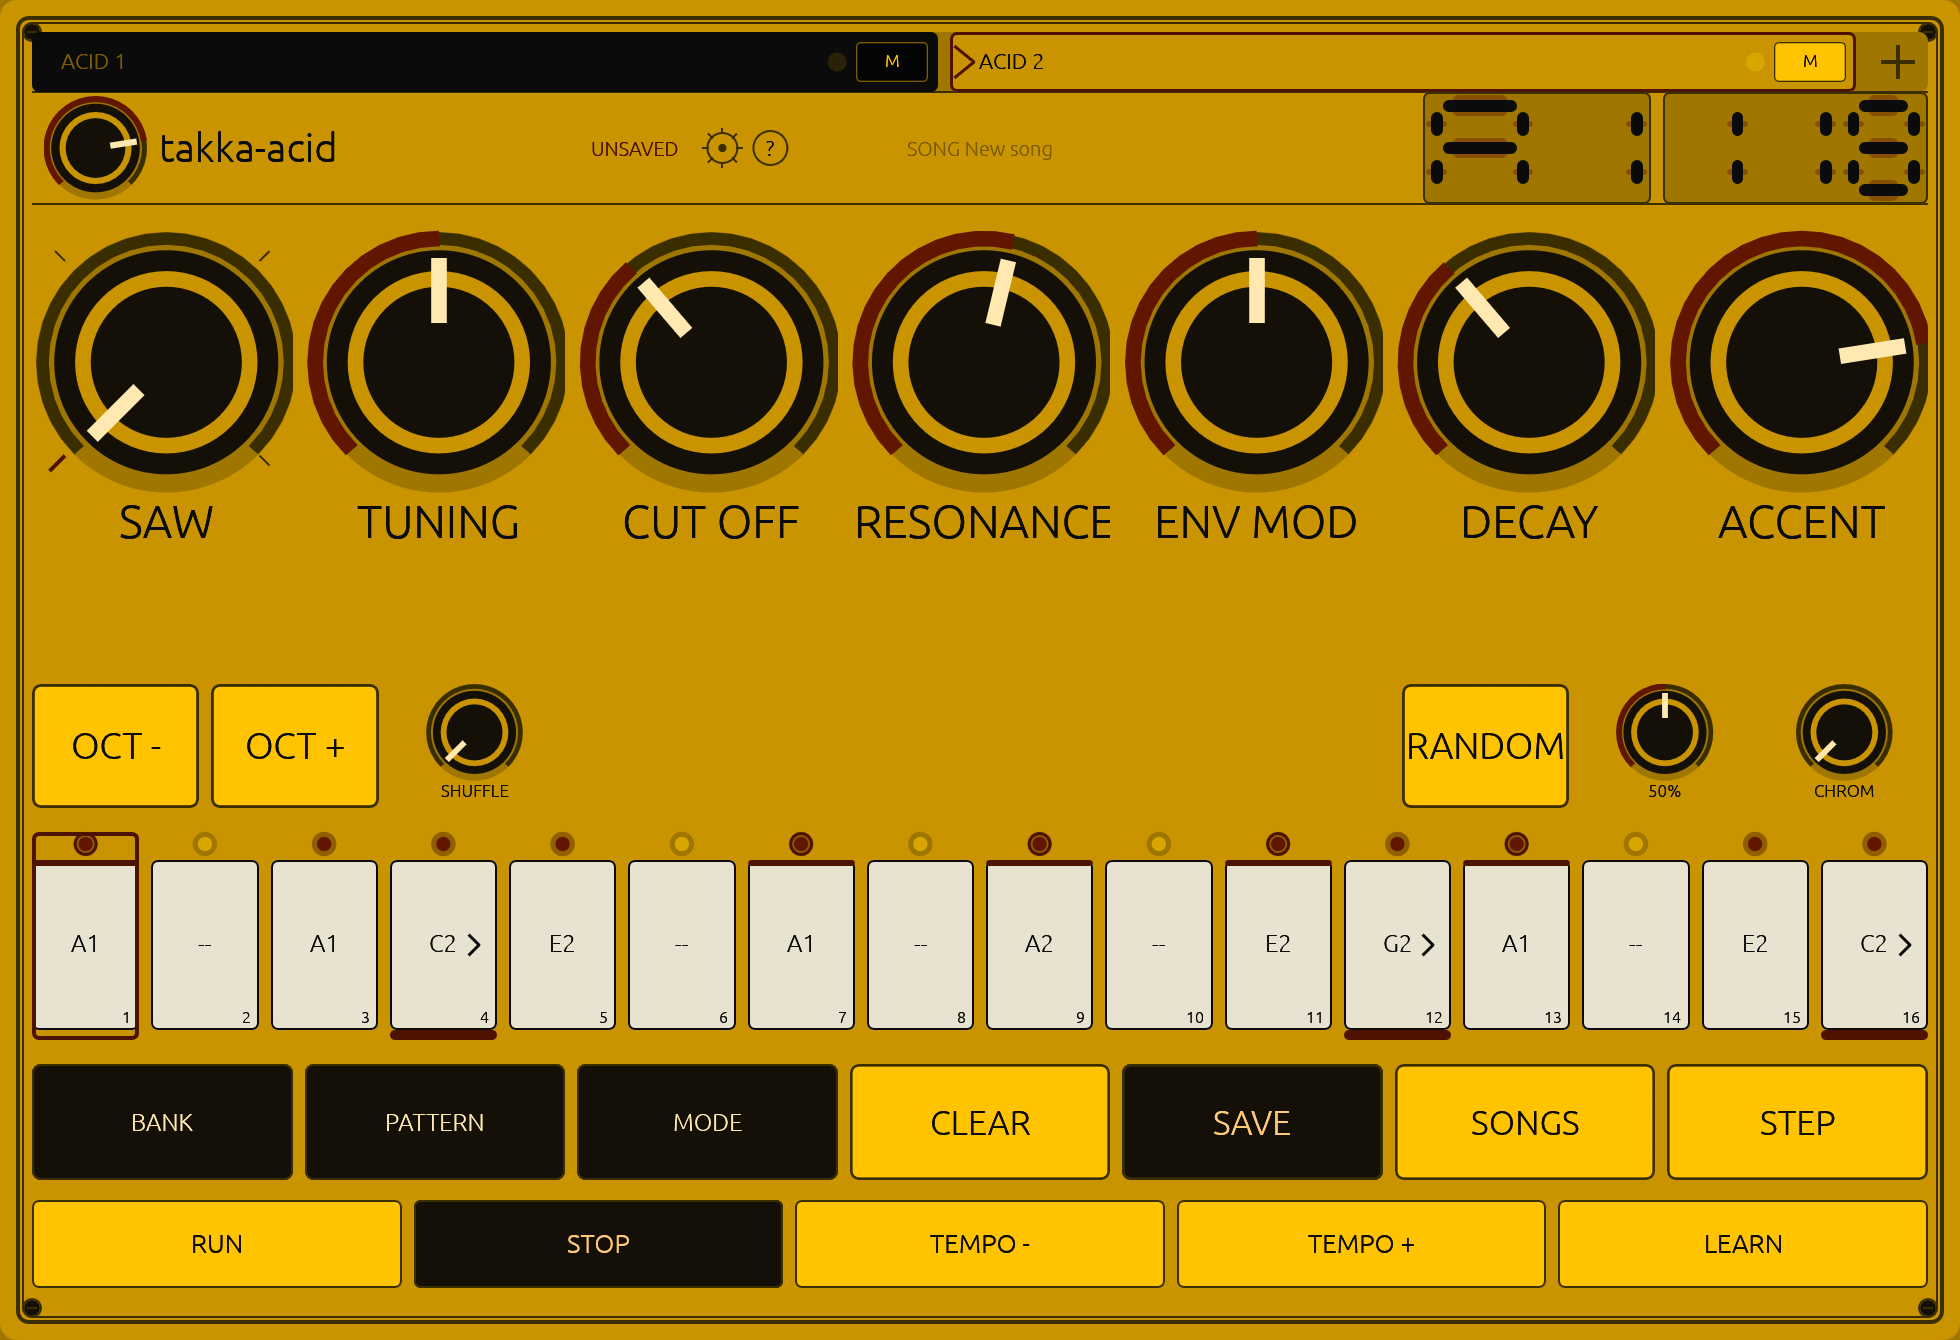 ACID 1 M ACID 2 M
takka-acid UNSAVED ? SONG New song
SAW TUNING CUT OFF RESONANCE ENV MOD DECAY ACCENT
OCT - OCT + RANDOM
SHUFFLE 50% CHROM
A1 -- A1 C2 E2 -- A1 -- A2 -- E2 G2 A1 -- E2 C2
1 2 3 4 5 6 7 8 9 10 11 12 13 14 15 16
BANK PATTERN MODE CLEAR SAVE SONGS STEP
RUN STOP TEMPO - TEMPO + LEARN